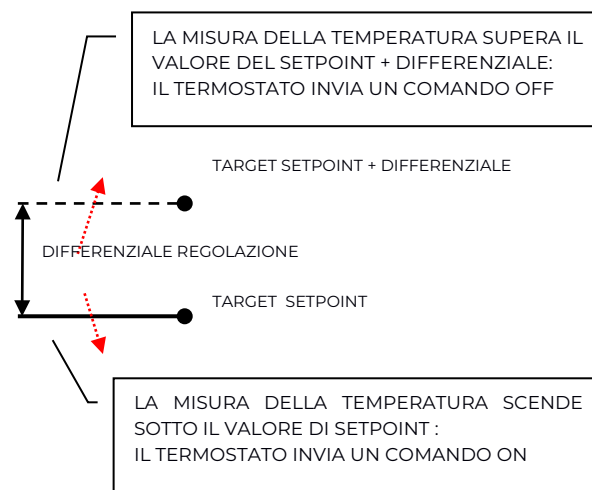 LA MISURA DELLA TEMPERATURA SUPERA IL
VALORE DEL SETPOINT + DIFFERENZIALE:
IL TERMOSTATO INVIA UN COMANDO OFF
TARGET SETPOINT + DIFFERENZIALE
DIFFERENZIALE REGOLAZIONE
TARGET SETPOINT
LA MISURA DELLA TEMPERATURA SCENDE
SOTTO IL VALORE DI SETPOINT :
IL TERMOSTATO INVIA UN COMANDO ON